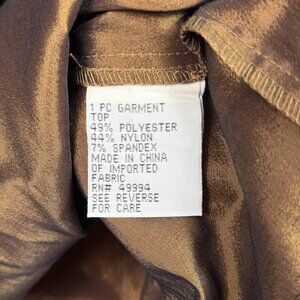 1 PC GARMENT
TOP
49% POLYESTER
44% NYLON
7% SPANDEX
MADE IN CHINA
OF IMPORTED
FABRIC
RN# 49994
SEE REVERSE
FOR CARE